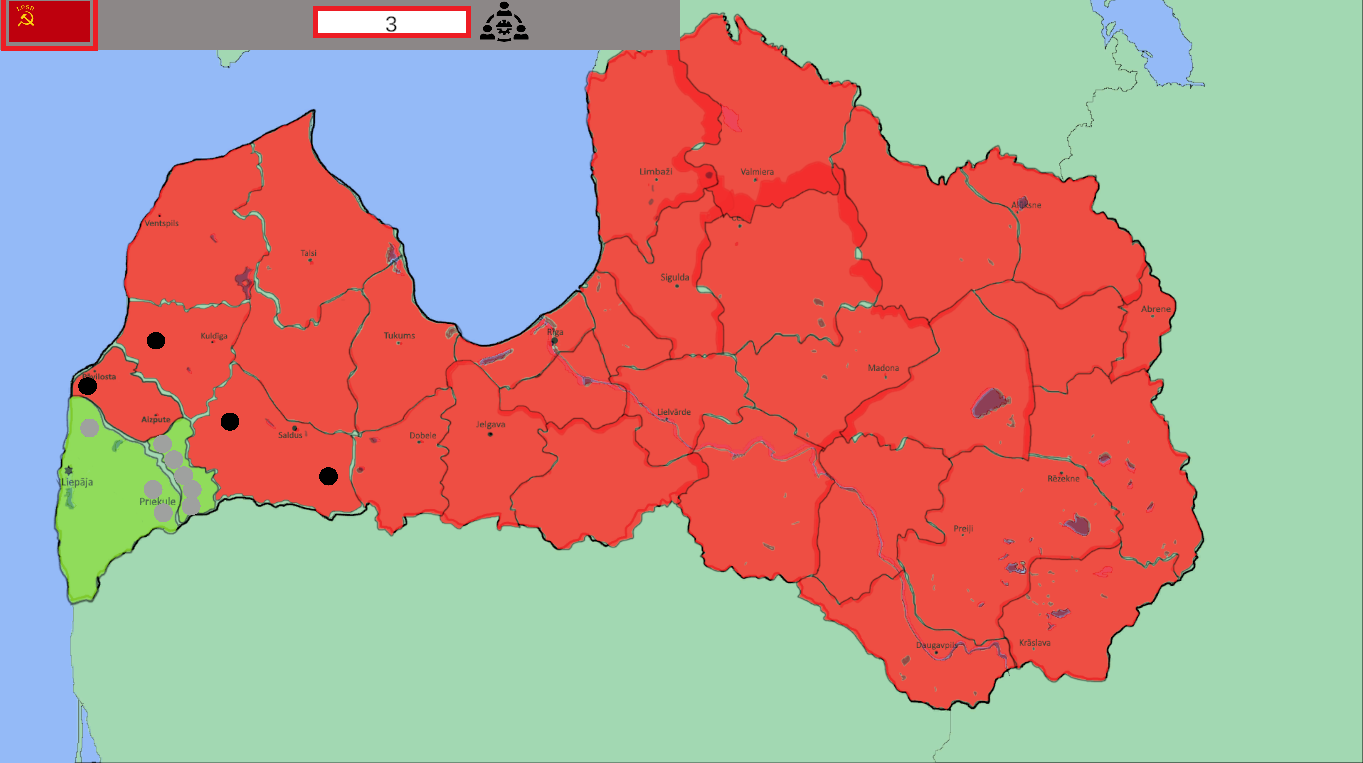 LSPR
3
Limbaži
Valmiera
Alūksne
Ventspils
Talsi
Sigulda
Abrene
Kuldīga
Tukums
Rīga
Madona
Aizpute
Lielvārde
Saldus
Dobele
Jelgava
Liepāja
Priekule
Rēzekne
Preiļi
Daugavpils
Krāslava